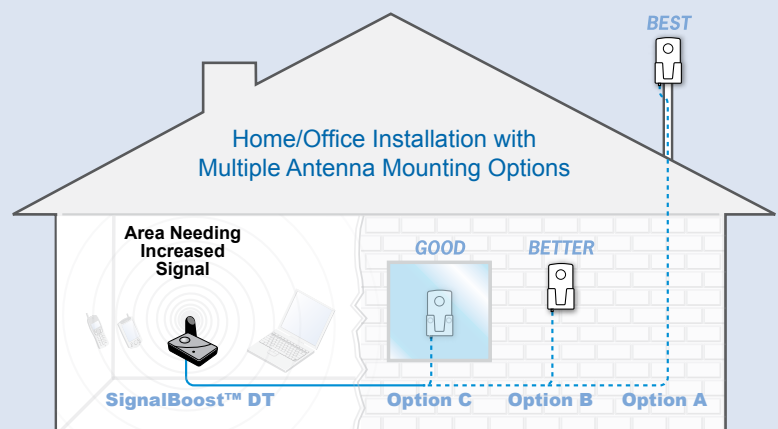 BEST
Home/Office Installation with
Multiple Antenna Mounting Options
Area Needing
Increased
Signal
GOOD
BETTER
SignalBoost™ DT
Option C
Option B
Option A